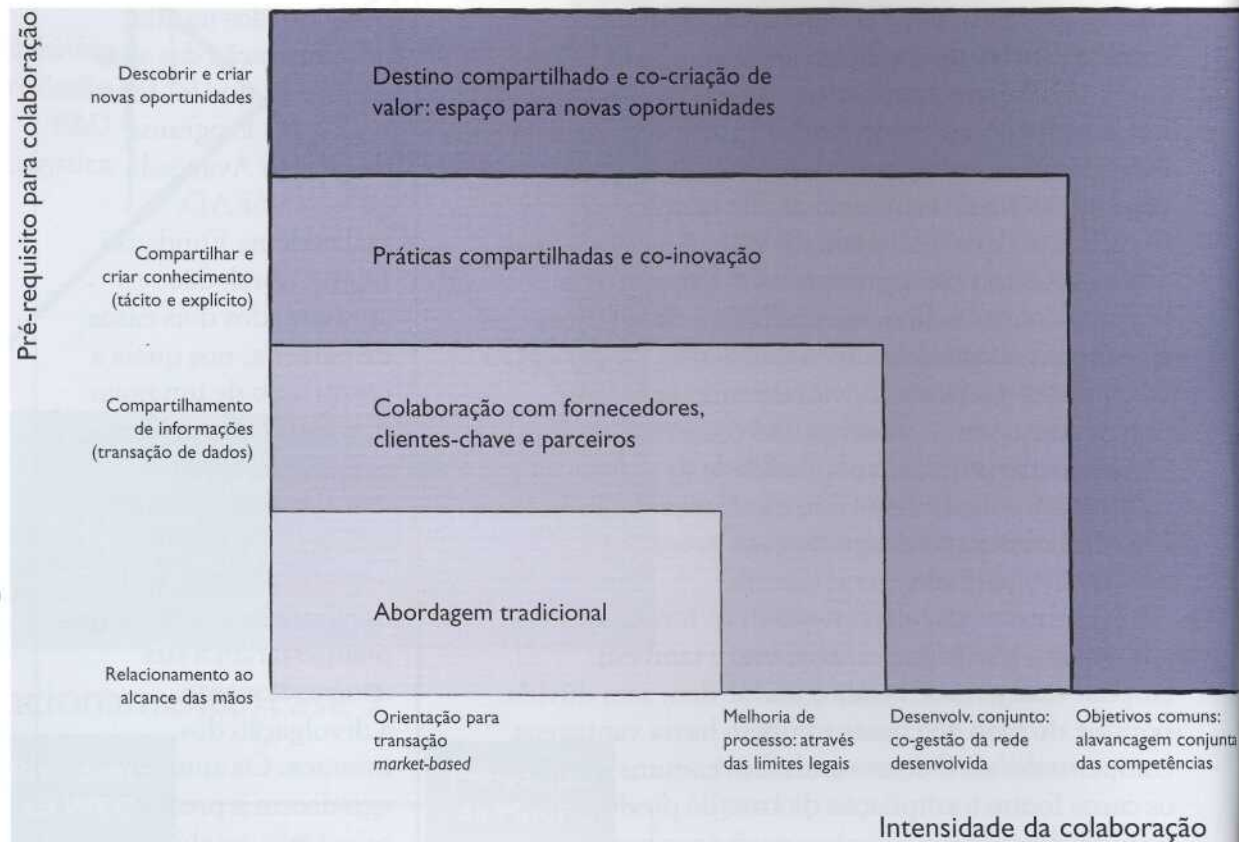 Pré-requisito para colaboração
Descobrir e criar
novas oportunidades
Destino compartilhado e co-criação de
valor: espaço para novas oportunidades
Compartilhar e
criar conhecimento
(tácito e explícito)
Práticas compartilhadas e co-inovação
Compartilhamento
de informações
(transação de dados)
Colaboração com fornecedores,
clientes-chave e parceiros
Abordagem tradicional
Relacionamento ao
alcance das mãos
Orientação para
transação
market-based
Melhoria de
processo: através
dos limites legais
Desenvolv. conjunto:
co-gestão da rede
desenvolvida
Objetivos comuns:
alavancagem conjunta
das competências
Intensidade da colaboração